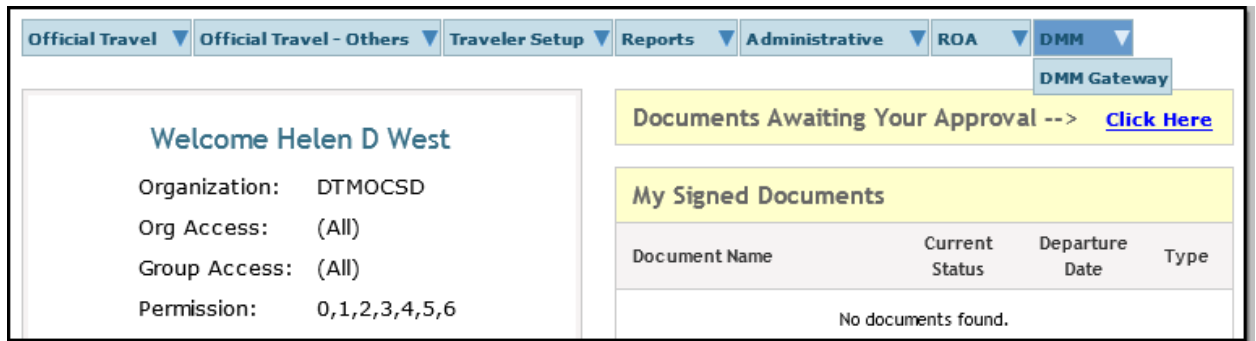 Official Travel Official Travel - Others Traveler Setup Reports Administrative ROA DMM
DMM Gateway
Welcome Helen D West
Organization: DTMOCSD
Org Access: (All)
Group Access: (All)
Permission: 0,1,2,3,4,5,6
Documents Awaiting Your Approval --> Click Here
My Signed Documents
Document Name Current Status Departure Date Type
No documents found.